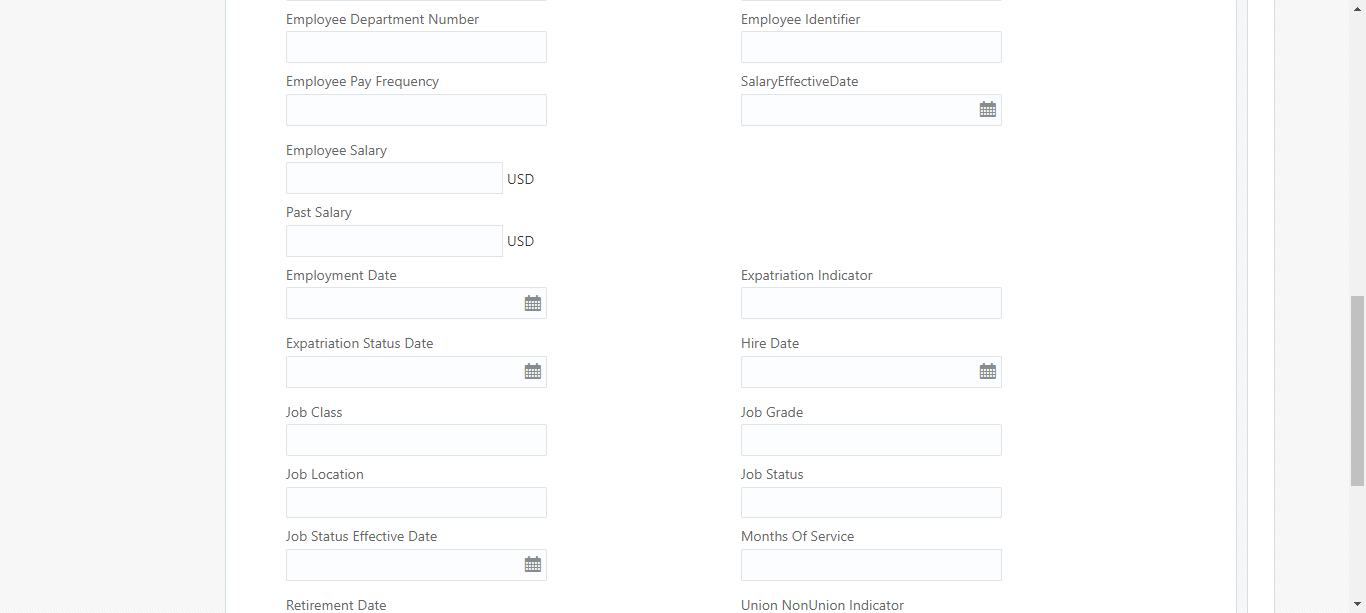 Employee Department Number
Employee Identifier
Employee Pay Frequency
SalaryEffectiveDate
Employee Salary
USD
Past Salary
USD
Employment Date
Expatriation Indicator
Expatriation Status Date
Hire Date
Job Class
Job Grade
Job Location
Job Status
Job Status Effective Date
Months Of Service
Retirement Date
Union NonUnion Indicator